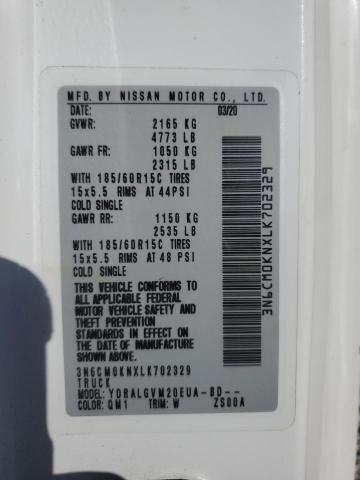 MFD. BY NISSAN MOTOR CO., LTD.
DATE: 03/20
GVWR: 2165 KG
4773 LB
GAWR FR: 1050 KG
2315 LB
WITH 185/60R15C TIRES
15x5.5 RIMS AT 44PSI
COLD SINGLE
GAWR RR: 1150 KG
2535 LB
WITH 185/60R15C TIRES
15x5.5 RIMS AT 48 PSI
COLD SINGLE
THIS VEHICLE CONFORMS TO
ALL APPLICABLE FEDERAL
MOTOR VEHICLE SAFETY AND
THEFT PREVENTION
STANDARDS IN EFFECT ON
THE DATE OF MANUFACTURE
SHOWN ABOVE.
3N6CM0KNXLK702329
TRUCK
MODEL: YDRALGVM20EUA-BD--
COLOR: QM1 TRIM: W ZS00A
3N6CM0KNXLK702329